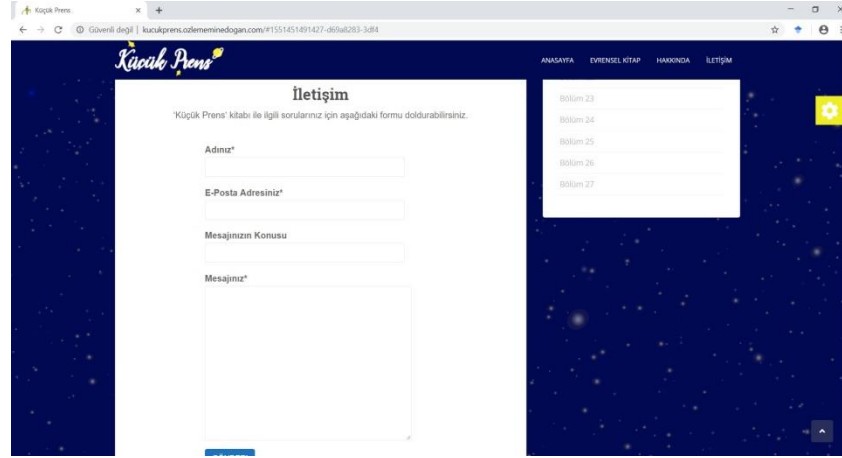 Küçük Prens
Güvenli değil | kucukprens.ozlememinedogan.com/#1551451491427-d69a8283-3df4
Küçük Prens
ANASAYFA EVRENSEL KİTAP HAKKINDA İLETİŞİM
İletişim
'Küçük Prens' kitabı ile ilgili sorularınız için aşağıdaki formu doldurabilirsiniz.
Adınız*
E-Posta Adresiniz*
Mesajınızın Konusu
Mesajınız*
Bölüm 23
Bölüm 24
Bölüm 25
Bölüm 26
Bölüm 27